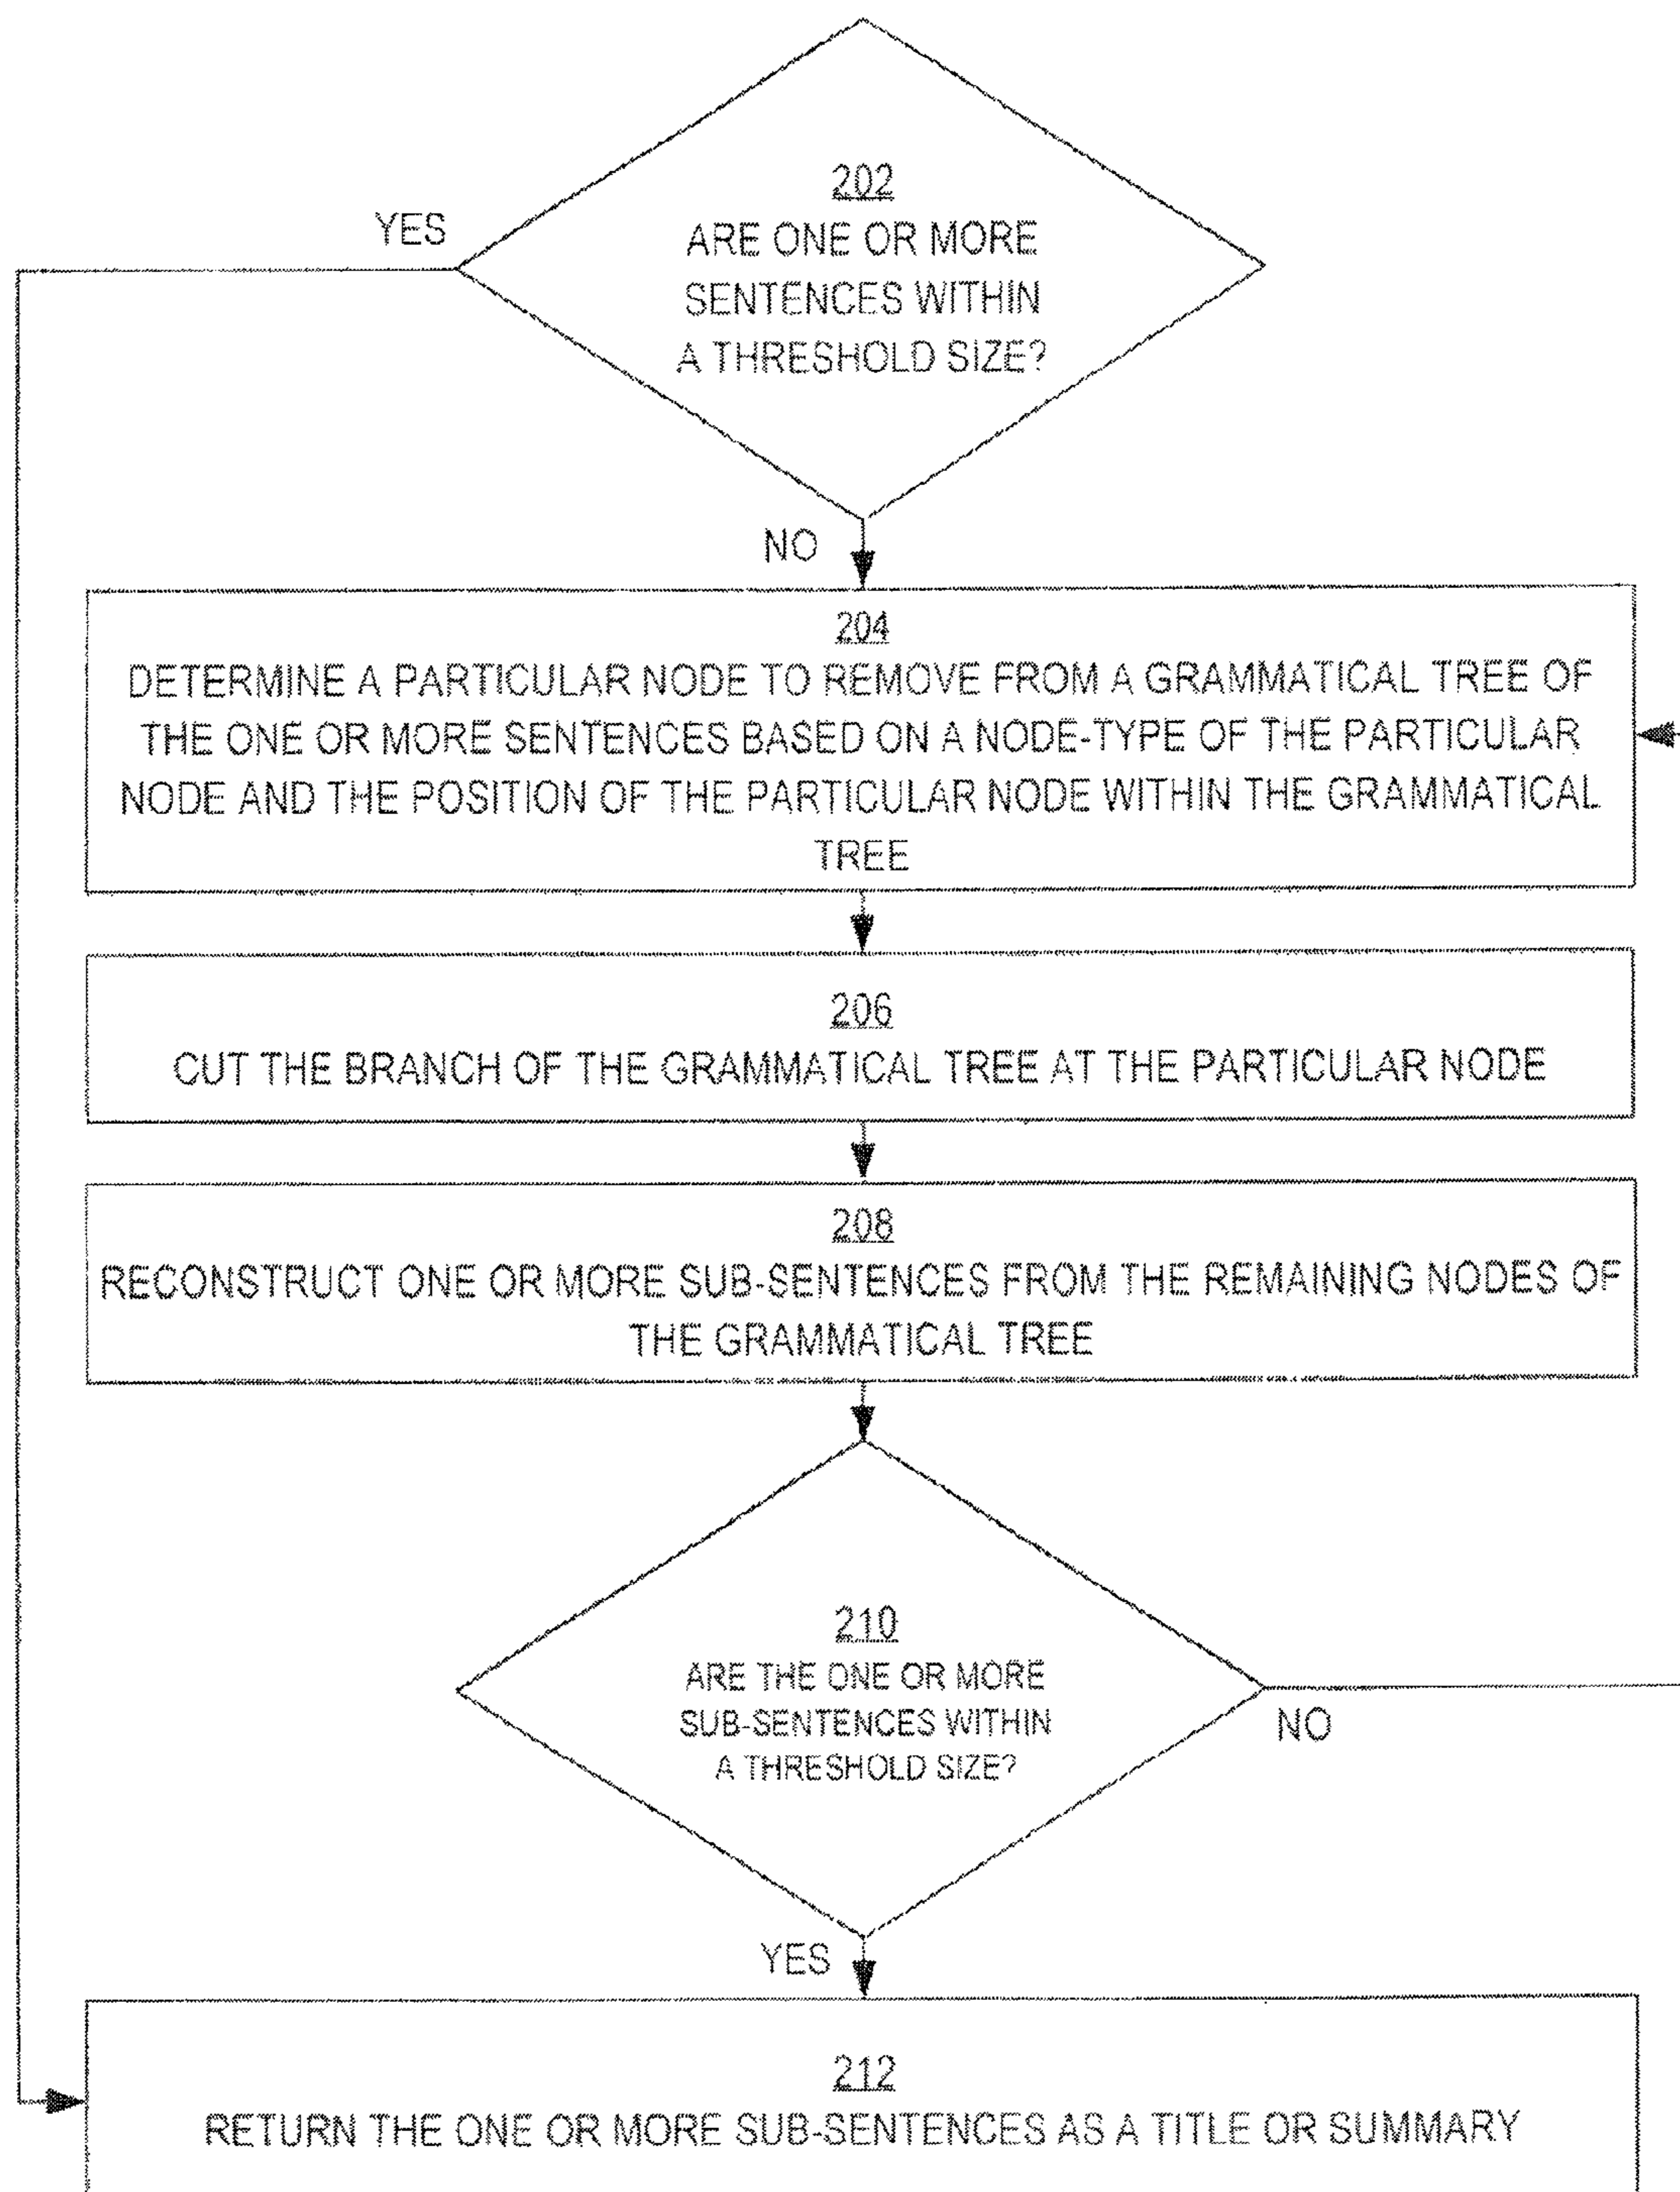 202
ARE ONE OR MORE
SENTENCES WITHIN
A THRESHOLD SIZE?
YES
NO
204
DETERMINE A PARTICULAR NODE TO REMOVE FROM A GRAMMATICAL TREE OF
THE ONE OR MORE SENTENCES BASED ON A NODE-TYPE OF THE PARTICULAR
NODE AND THE POSITION OF THE PARTICULAR NODE WITHIN THE GRAMMATICAL
TREE
206
CUT THE BRANCH OF THE GRAMMATICAL TREE AT THE PARTICULAR NODE
208
RECONSTRUCT ONE OR MORE SUB-SENTENCES FROM THE REMAINING NODES OF
THE GRAMMATICAL TREE
210
ARE THE ONE OR MORE
SUB-SENTENCES WITHIN
A THRESHOLD SIZE?
NO
YES
212
RETURN THE ONE OR MORE SUB-SENTENCES AS A TITLE OR SUMMARY